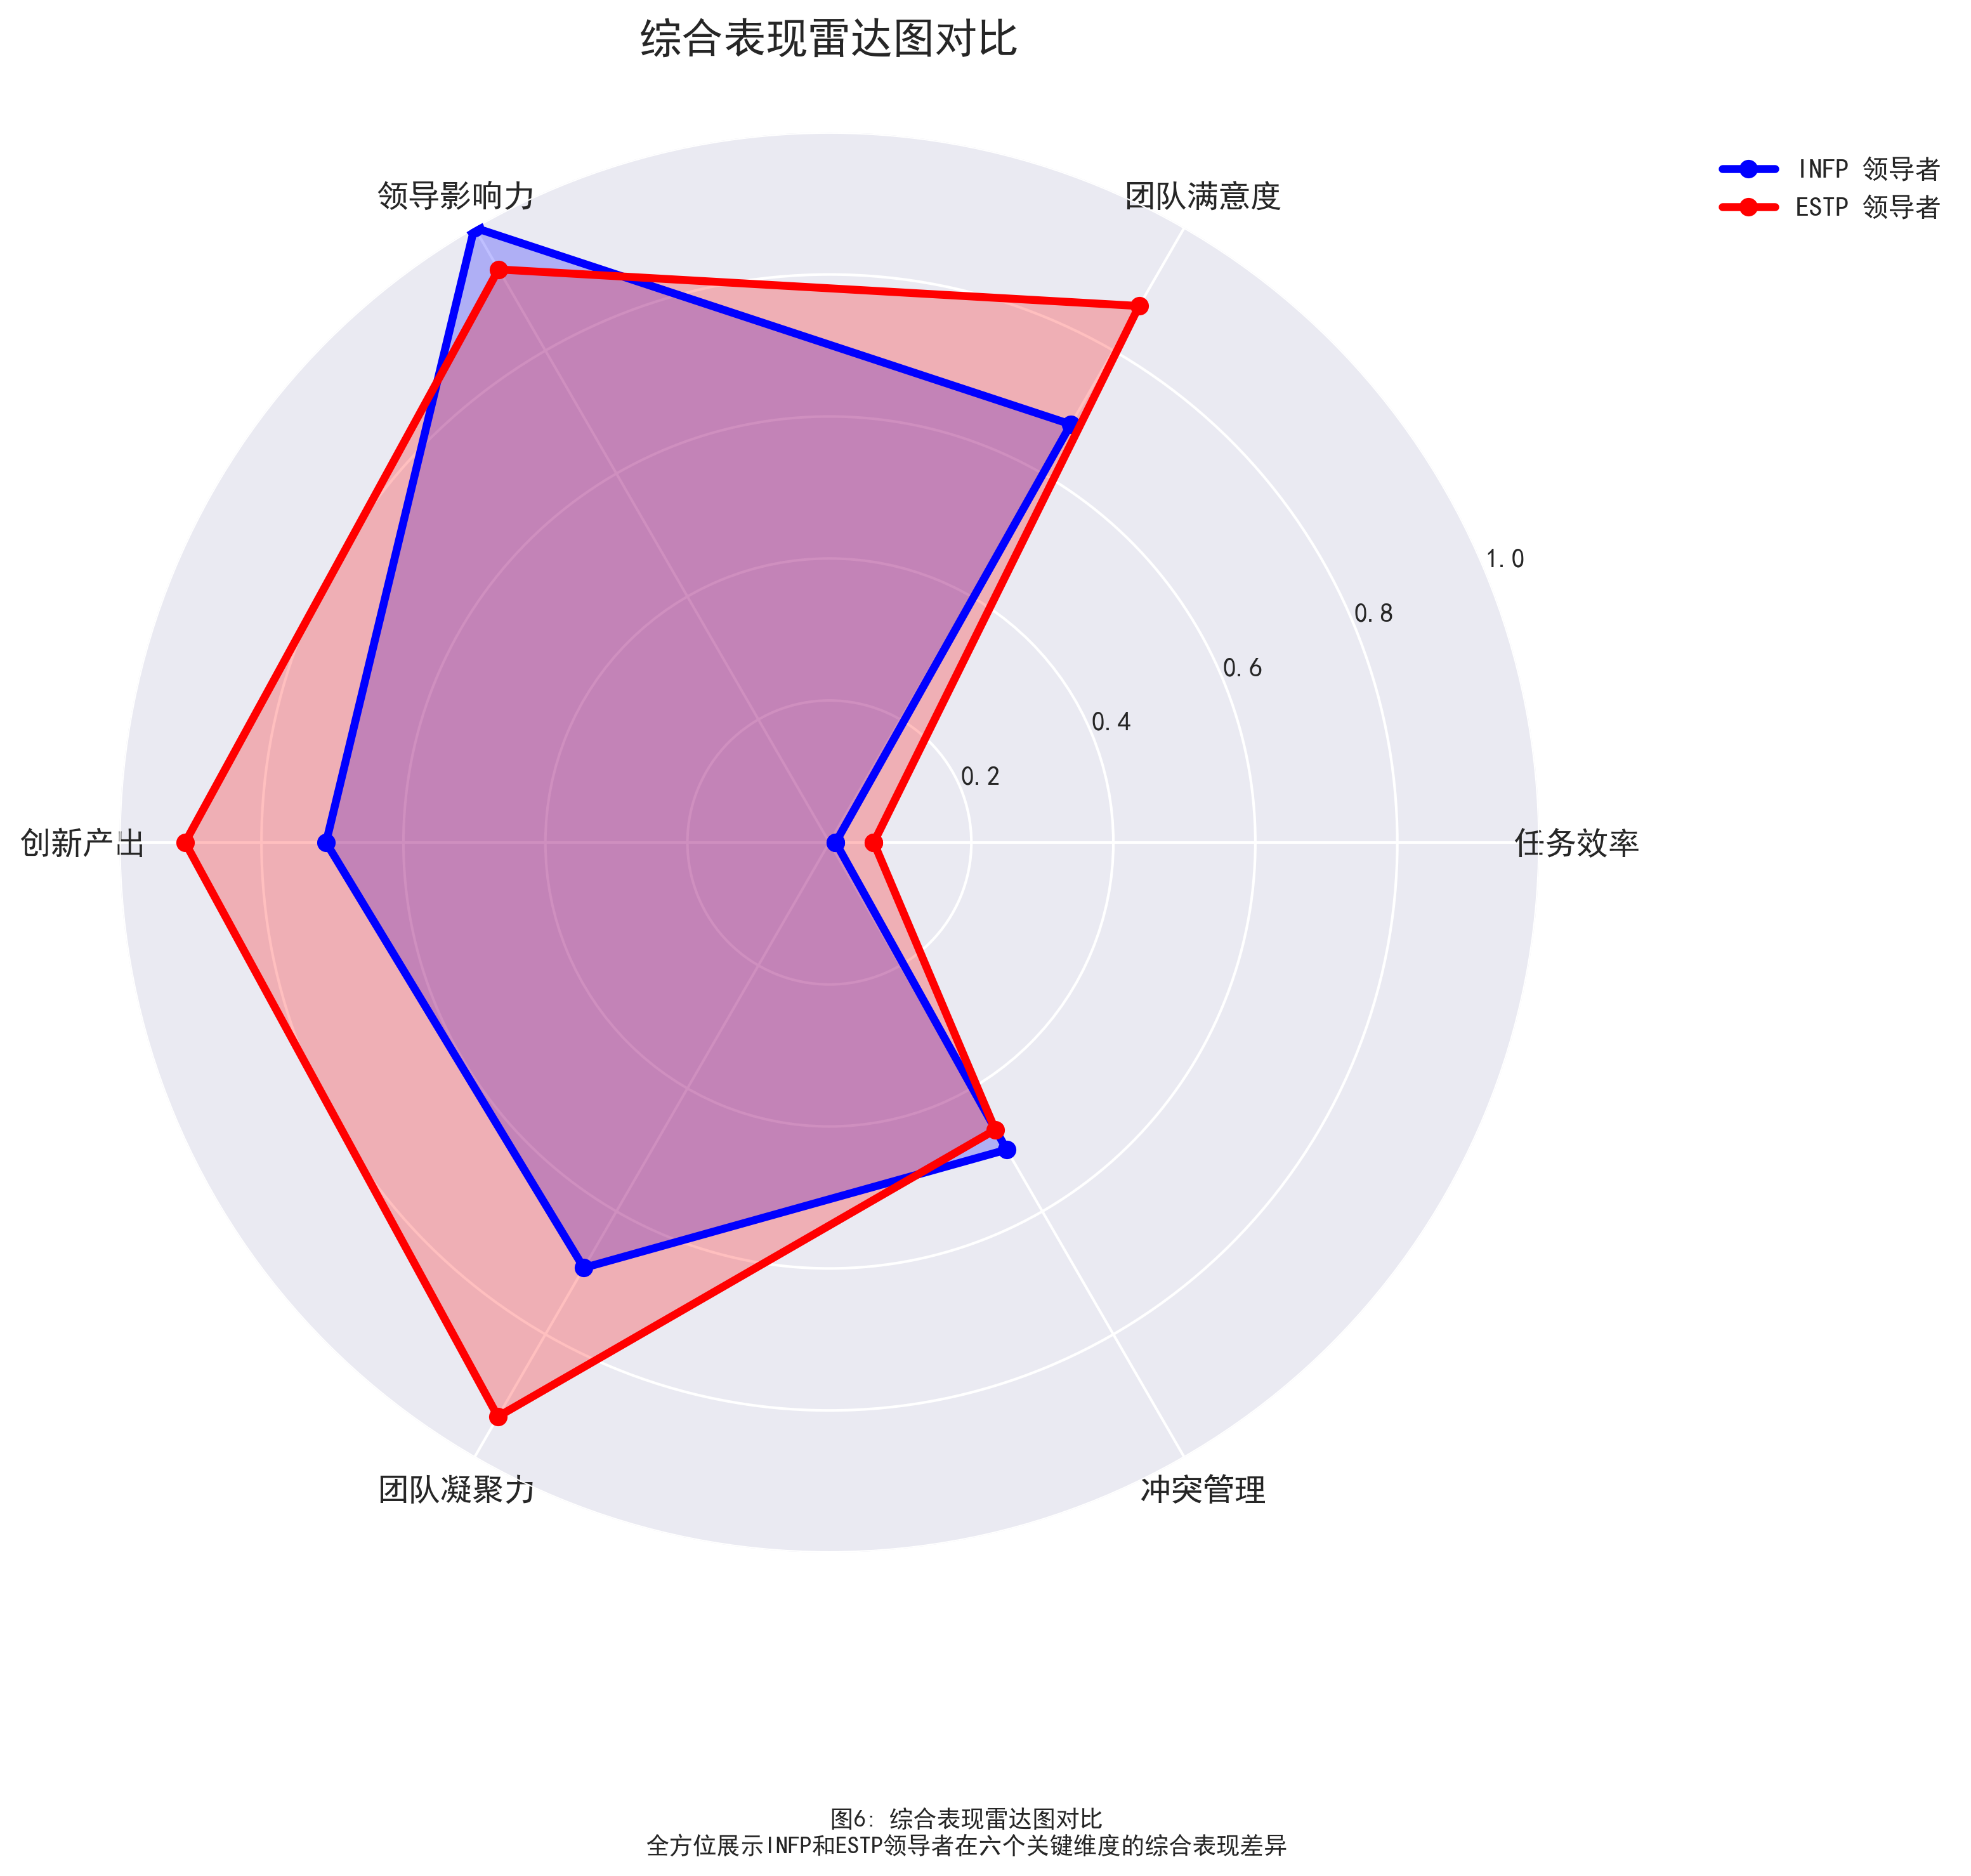 综合表现雷达图对比
INFP 领导者
ESTP 领导者
领导影响力
团队满意度
1.0
0.8
0.6
0.4
0.2
创新产出
任务效率
团队凝聚力
冲突管理
图6: 综合表现雷达图对比
全方位展示INFP和ESTP领导者在六个关键维度的综合表现差异